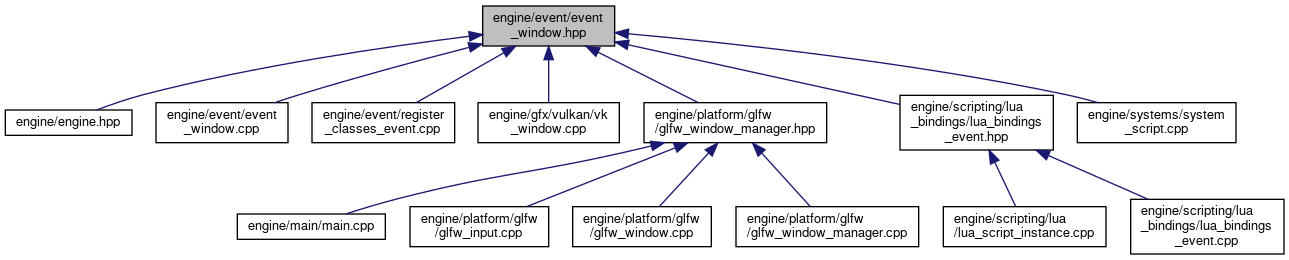 engine/event/event
_window.hpp
engine/engine.hpp
engine/event/event
_window.cpp
engine/event/register
_classes_event.cpp
engine/gfx/vulkan/vk
_window.cpp
engine/platform/glfw
/glfw_window_manager.hpp
engine/scripting/lua
_bindings/lua_bindings
_event.hpp
engine/systems/system
_script.cpp
engine/main/main.cpp
engine/platform/glfw
/glfw_input.cpp
engine/platform/glfw
/glfw_window.cpp
engine/platform/glfw
/glfw_window_manager.cpp
engine/scripting/lua
/lua_script_instance.cpp
engine/scripting/lua
_bindings/lua_bindings
_event.cpp